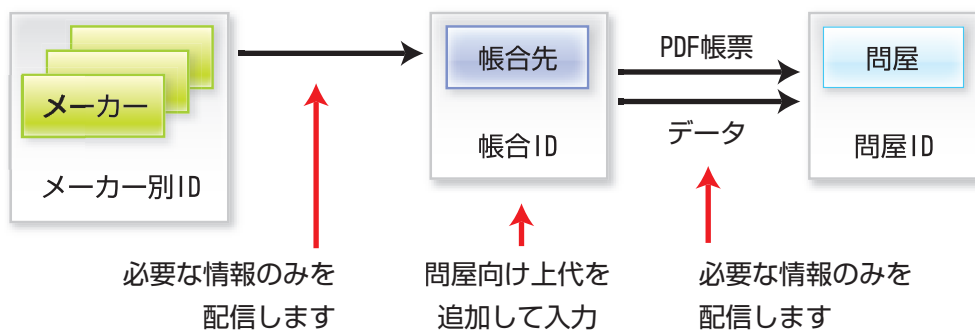 メーカー
メーカー別ID
帳合先
帳合ID
PDF帳票
データ
問屋
問屋ID
必要な情報のみを
配信します
問屋向け上代を
追加して入力
必要な情報のみを
配信します